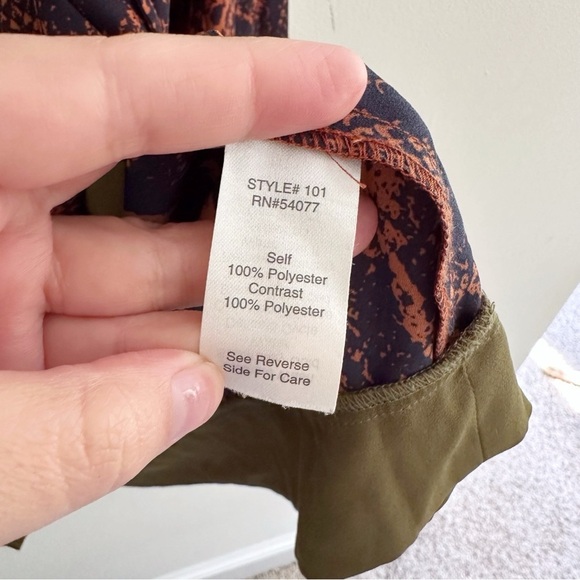 STYLE# 101
RN#54077
Self
100% Polyester
Contrast
100% Polyester
See Reverse
Side For Care